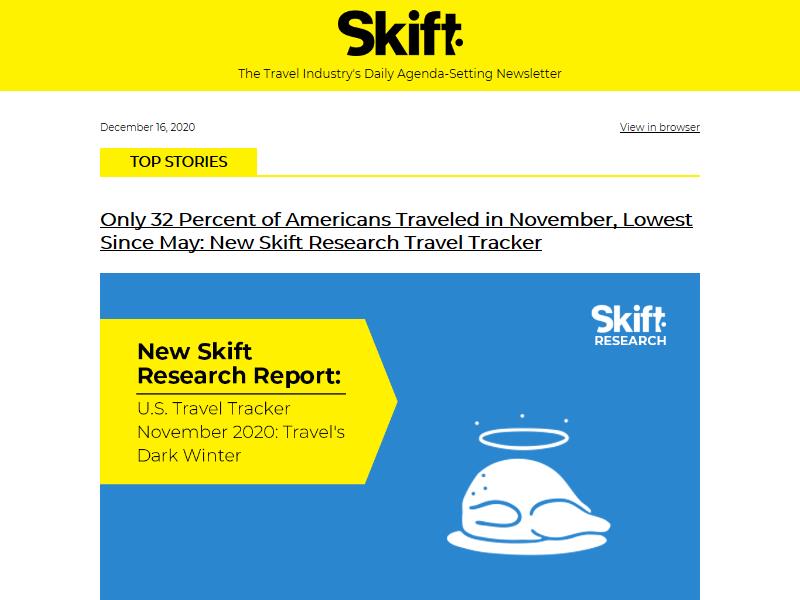 Skift
The Travel Industry's Daily Agenda-Setting Newsletter
December 16, 2020
View in browser
TOP STORIES
Only 32 Percent of Americans Traveled in November, Lowest
Since May: New Skift Research Travel Tracker
Skift
RESEARCH
New Skift
Research Report:
U.S. Travel Tracker
November 2020: Travel's
Dark Winter